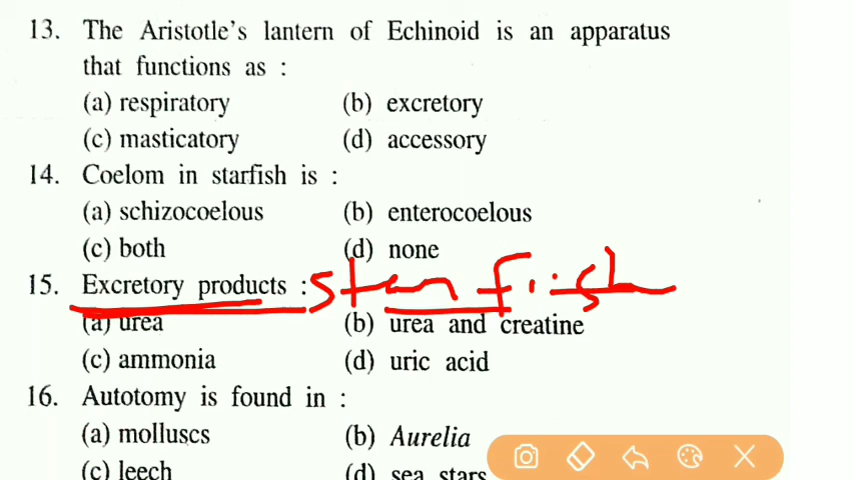 13. The Aristotle's lantern of Echinoid is an apparatus
that functions as :
(a) respiratory (b) excretory
(c) masticatory (d) accessory
14. Coelom in starfish is :
(a) schizocoelous (b) enterocoelous
(c) both (d) none
15. Excretory products : star fish
(a) urea (b) urea and creatine
(c) ammonia (d) uric acid
16. Autotomy is found in :
(a) molluscs (b) Aurelia
(c) leech (d) sea stars